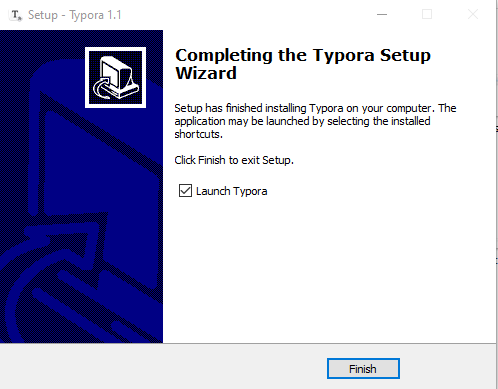 Setup - Typora 1.1
Completing the Typora Setup
Wizard
Setup has finished installing Typora on your computer. The
application may be launched by selecting the installed
shortcuts.
Click Finish to exit Setup.
Launch Typora
Finish